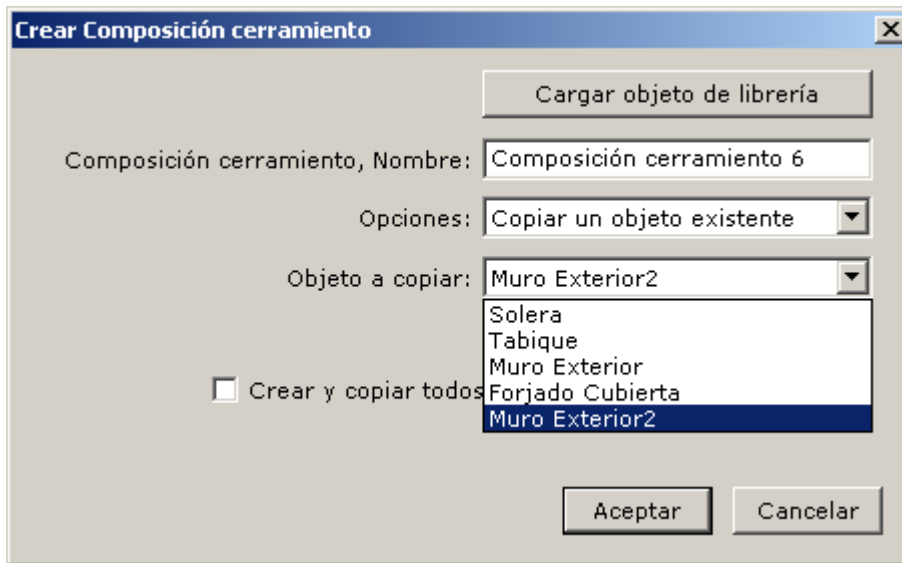 Crear Composición cerramiento
Cargar objeto de librería
Composición cerramiento, Nombre: Composición cerramiento 6
Opciones: Copiar un objeto existente
Objeto a copiar: Muro Exterior2
Solera
Tabique
Muro Exterior
Crear y copiar todos Forjado Cubierta
Muro Exterior2
Aceptar Cancelar